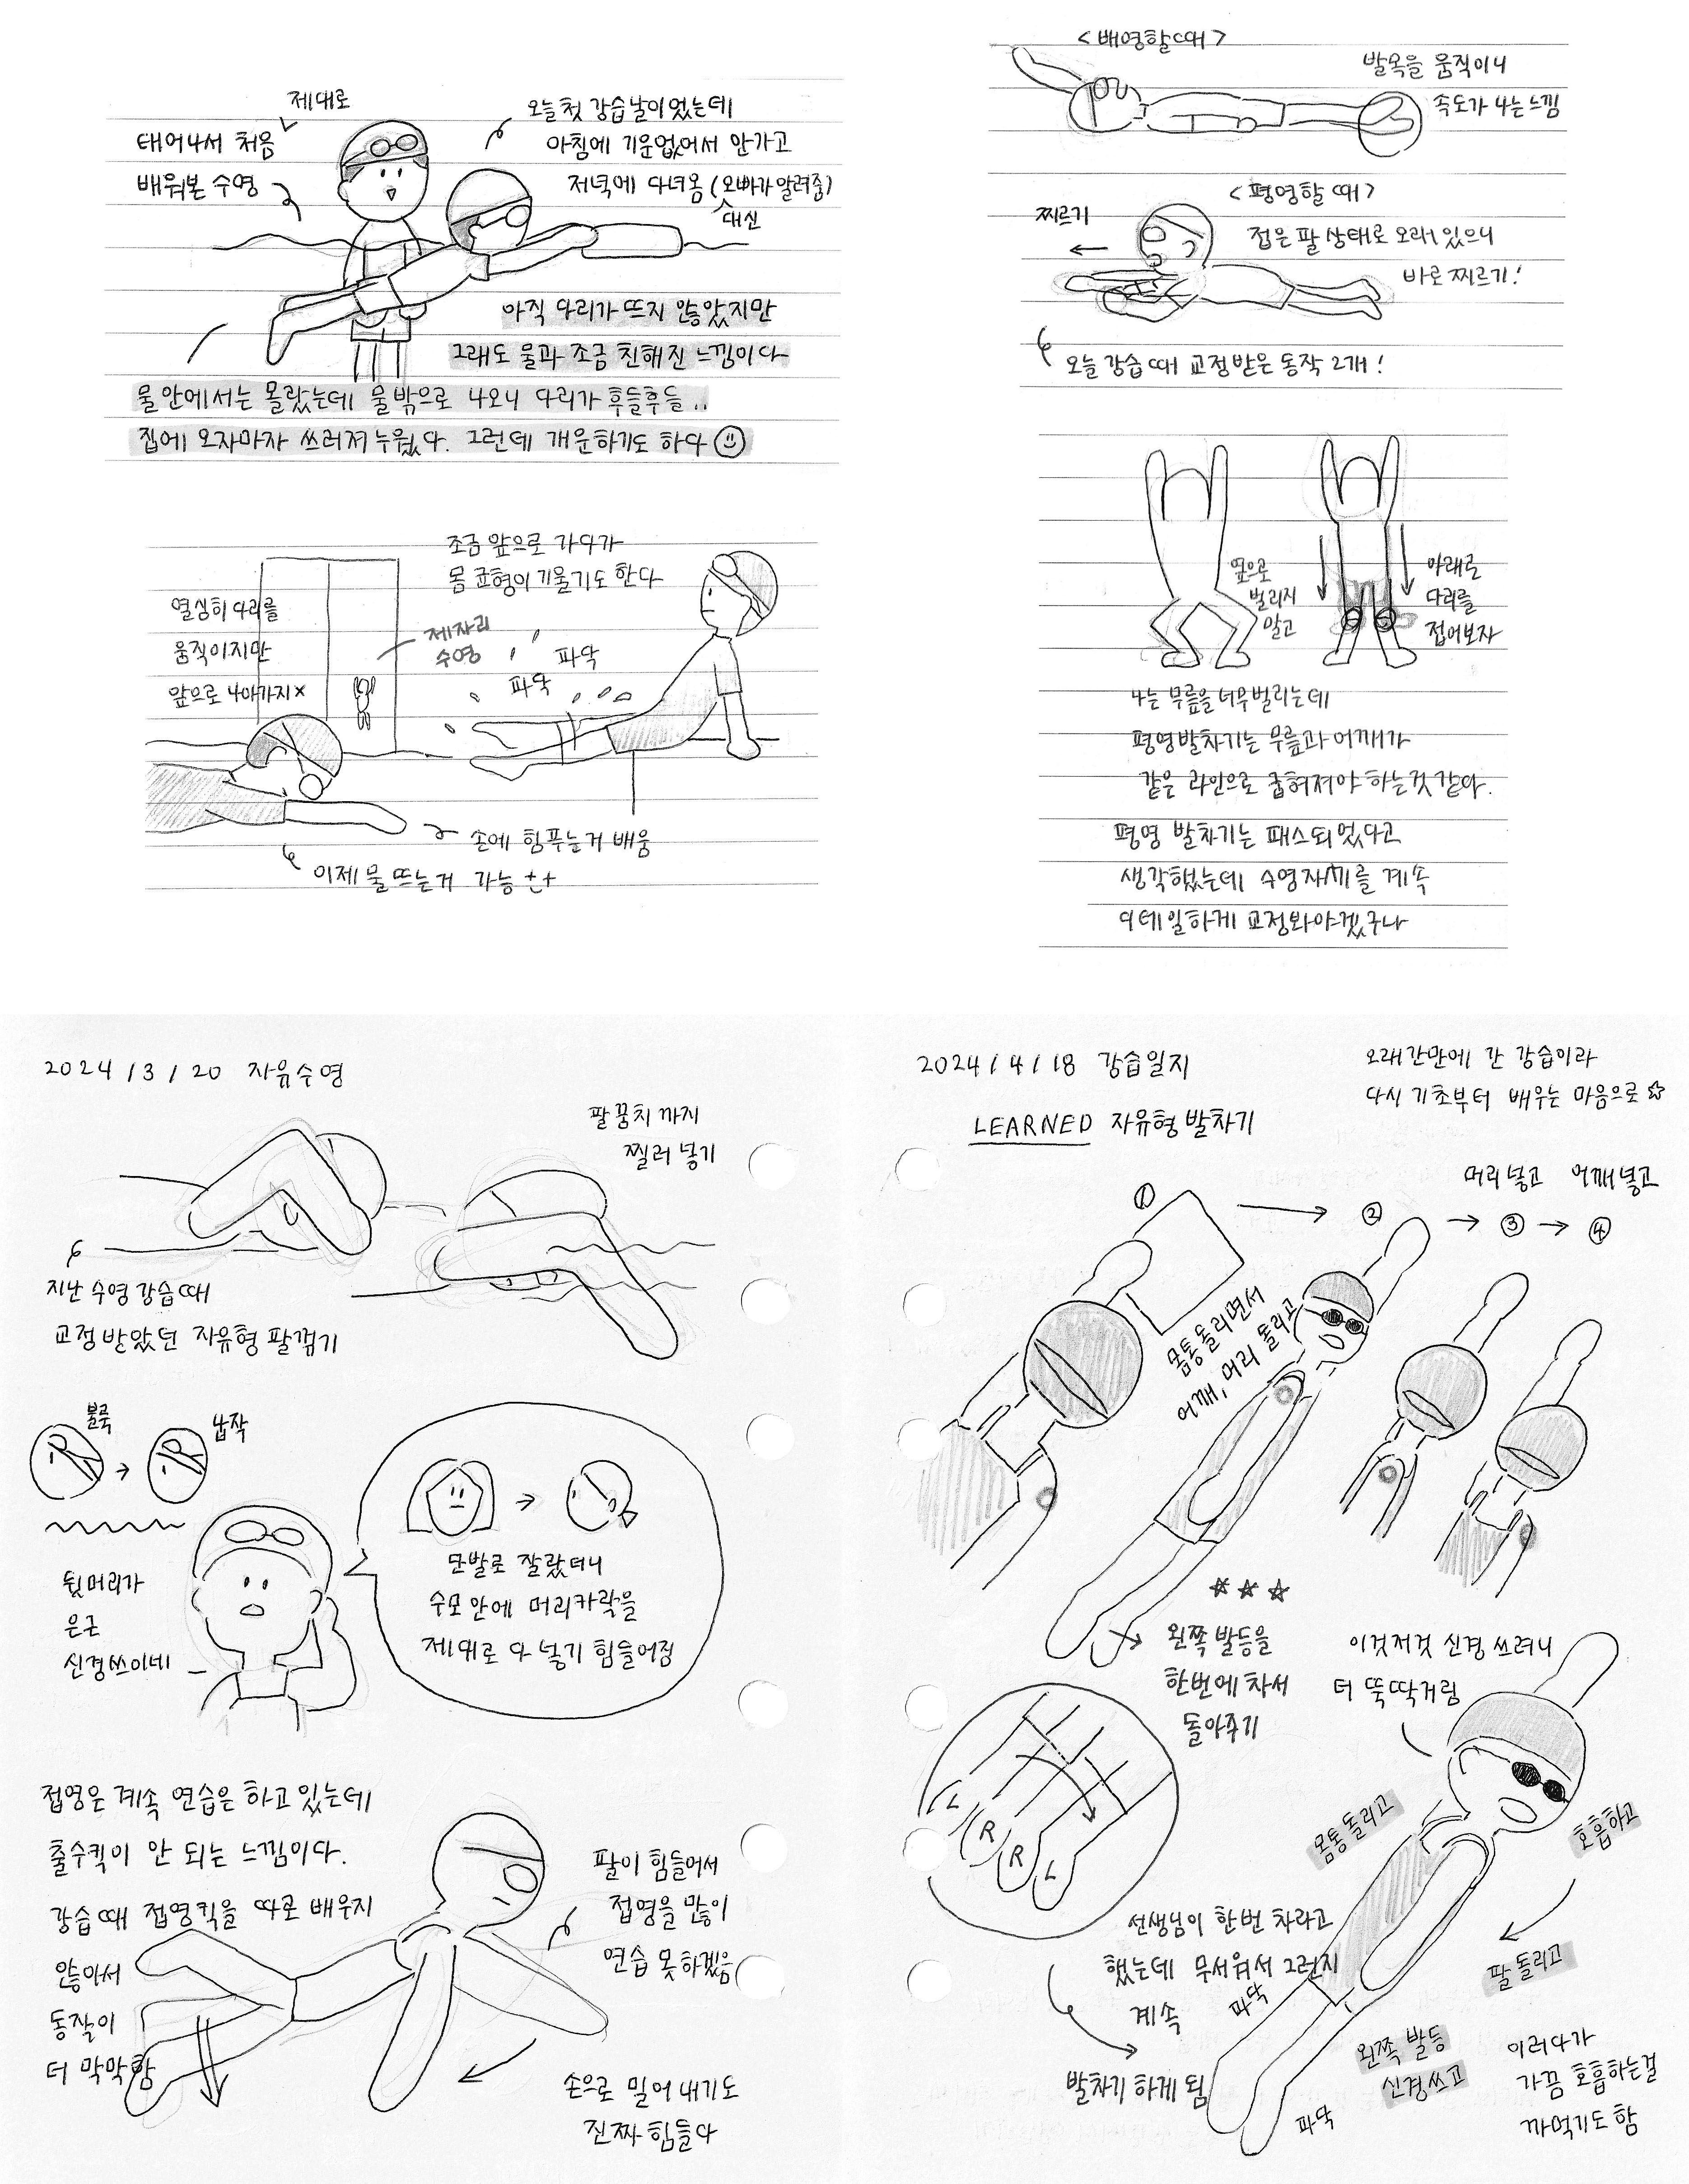 제대로
태어나서 처음
배워본 수영
오늘 첫 강습날이었는데
아침에 기운없어서 안가고
저녁에 다녀옴 (오빠가 알려줌)
대신
아직 다리가 뜨지 않았지만
그래도 물과 조금 친해진 느낌이다
물 안에서는 몰랐는데 물밖으로 나오니 다리가 후들후들..
집에 오자마자 쓰러져 누웠다. 그런데 개운하기도 하다
조금 앞으로 가다가
몸 균형이 기울기도 한다
열심히 다리를
움직이지만
앞으로 나아가지x
제자리
수영
파닥
파닥
손에 힘푸는거 배움
이제 물 뜨는거 가능
<배영할때>
발목을 움직이니
속도가 나는 느낌
<평영할 때>
찌르기
접은 팔 상태로 오래 있으니
바로 찌르기!
오늘 강습 때 교정받은 동작 2개!
옆으로
벌리지
말고
아래로
다리를
접어보자
나는 무릎을 너무 벌리는데
평영발차기는 무릎과 어깨가
같은 라인으로 굽혀져야 하는것 같아.
평영 발차기는 패스되었다고
생각했는데 수영자세를 계속
디테일하게 교정봐야겠구나
2024 / 3 / 20 자유수영
팔꿈치 까지
찔러 넣기
지난 수영 강습 때
교정 받았던 자유형 팔꺾기
볼록
납작
뒷머리가
은근
신경쓰이네
단발로 잘랐더니
수모 안에 머리카락을
제대로 다 넣기 힘들어짐
접영은 계속 연습은 하고 있는데
출수킥이 안 되는 느낌이다.
강습 때 접영킥을 따로 배우지
않아서
동작이
더 막막함
팔이 힘들어서
접영을 많이
연습 못하겠음
손으로 밀어 내기도
진짜 힘들다
2024 / 4 / 18 강습일지
오래간만에 간 강습이라
다시 기초부터 배우는 마음으로☆
LEARNED 자유형 발차기
머리 넣고 어깨 넣고
① → ② → ③ → ④
몸통 돌리면서
어깨, 머리 돌리고
☆☆☆
왼쪽 발등을
한번에 차서
돌아주기
이것저것 신경 쓰려니
더 뚝딱거림
L
R
R
L
몸통돌리고
호흡하고
팔 돌리고
왼쪽 발등
신경쓰고
선생님이 한번 차라고
했는데 무서워서 그런지
계속
발차기 하게 됨
파닥
파닥
이러다가
가끔 호흡하는걸
까먹기도 함